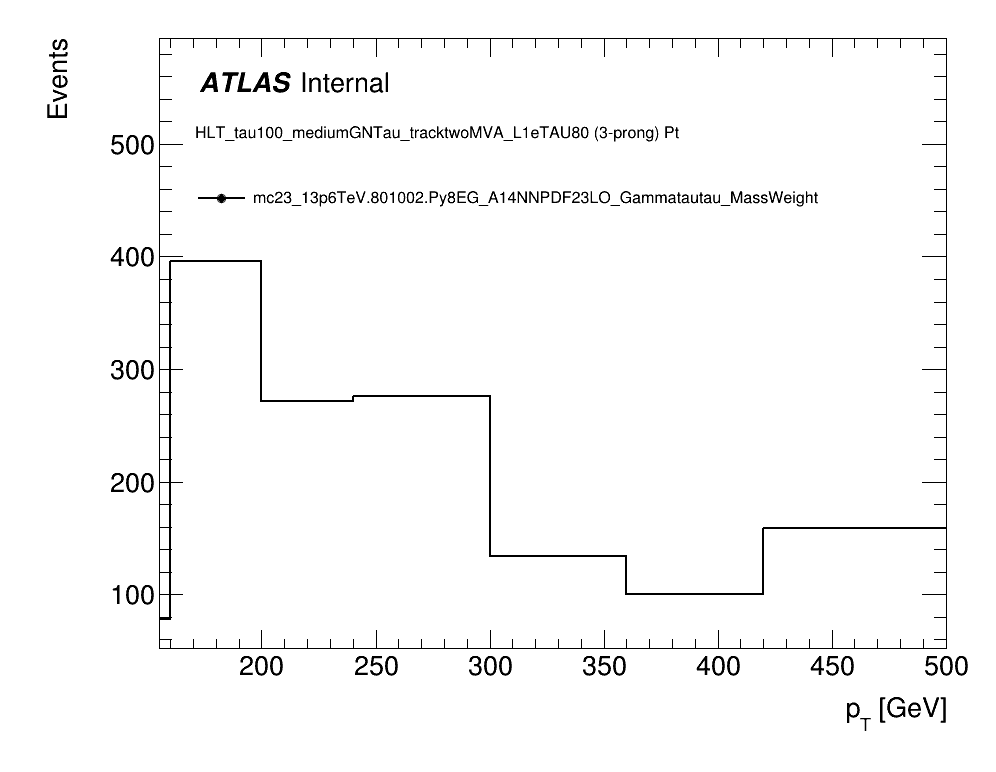 Events
ATLAS Internal
HLT_tau100_mediumGNTau_tracktwoMVA_L1eTAU80 (3-prong) Pt
mc23_13p6TeV.801002.Py8EG_A14NNPDF23LO_Gammatautau_MassWeight
500
400
300
200
100
200 250 300 350 400 450 500
p_T [GeV]